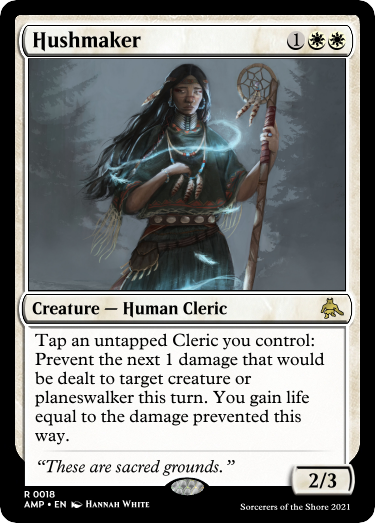 Hushmaker 1
Creature — Human Cleric
Tap an untapped Cleric you control:
Prevent the next 1 damage that would
be dealt to target creature or
planeswalker this turn. You gain life
equal to the damage prevented this
way.
“These are sacred grounds.”
2/3
R 0018
AMP • EN Hannah White
Sorcerers of the Shore 2021